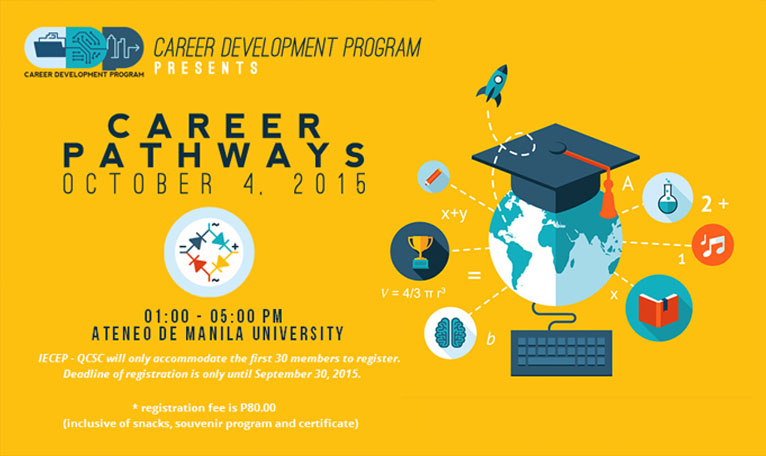 CAREER DEVELOPMENT PROGRAM
CAREER DEVELOPMENT PROGRAM
PRESENTS
CAREER
PATHWAYS
OCTOBER 4, 2015
~
= +
~
01:00 - 05:00 PM
ATENEO DE MANILA UNIVERSITY
IECEP - QCSC will only accommodate the first 30 members to register.
Deadline of registration is only until September 30, 2015.
* registration fee is P80.00
(inclusive of snacks, souvenir program and certificate)
A
2 +
x+y
1
=
V = 4/3 π r³
x
b